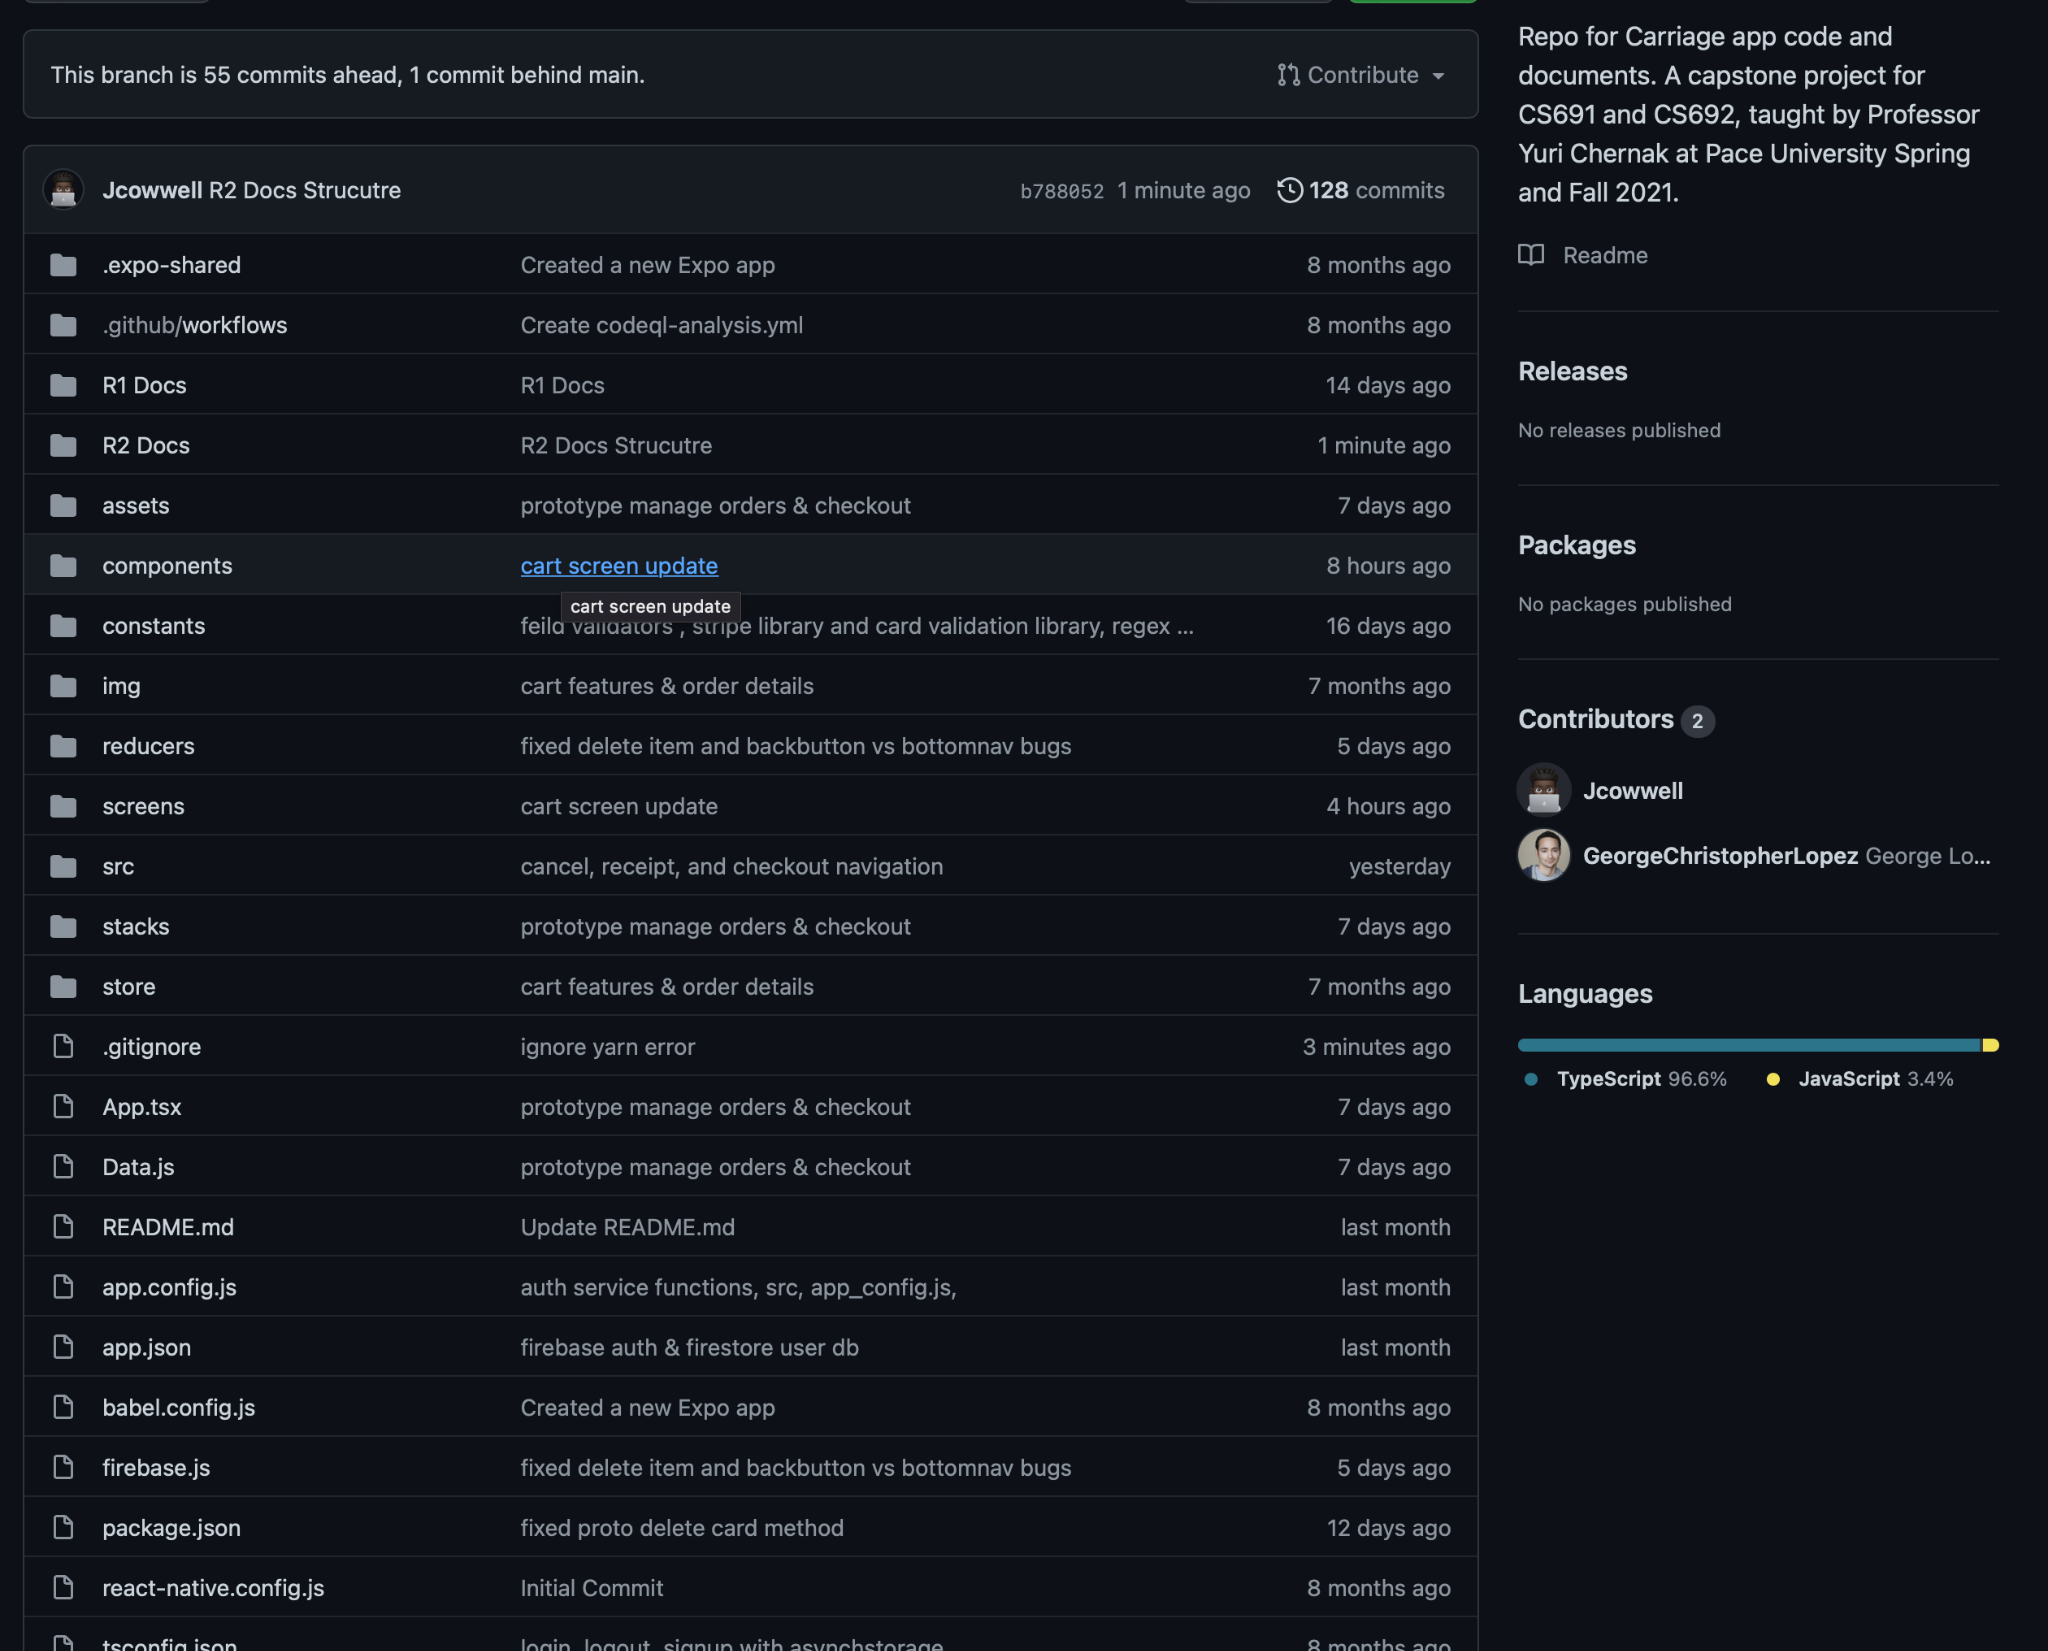 This branch is 55 commits ahead, 1 commit behind main.
Contribute
Jcowwell R2 Docs Strucutre b788052 1 minute ago 128 commits
.expo-shared Created a new Expo app 8 months ago
.github/workflows Create codeql-analysis.yml 8 months ago
R1 Docs R1 Docs 14 days ago
R2 Docs R2 Docs Strucutre 1 minute ago
assets prototype manage orders & checkout 7 days ago
components cart screen update 8 hours ago
cart screen update
constants feild validators , stripe library and card validation library, regex ... 16 days ago
img cart features & order details 7 months ago
reducers fixed delete item and backbutton vs bottomnav bugs 5 days ago
screens cart screen update 4 hours ago
src cancel, receipt, and checkout navigation yesterday
stacks prototype manage orders & checkout 7 days ago
store cart features & order details 7 months ago
.gitignore ignore yarn error 3 minutes ago
App.tsx prototype manage orders & checkout 7 days ago
Data.js prototype manage orders & checkout 7 days ago
README.md Update README.md last month
app.config.js auth service functions, src, app_config.js, last month
app.json firebase auth & firestore user db last month
babel.config.js Created a new Expo app 8 months ago
firebase.js fixed delete item and backbutton vs bottomnav bugs 5 days ago
package.json fixed proto delete card method 12 days ago
react-native.config.js Initial Commit 8 months ago
tsconfig.json login, logout, signup with asynchstorage 8 months ago
Repo for Carriage app code and
documents. A capstone project for
CS691 and CS692, taught by Professor
Yuri Chernak at Pace University Spring
and Fall 2021.
Readme
Releases
No releases published
Packages
No packages published
Contributors 2
Jcowwell
GeorgeChristopherLopez George Lo...
Languages
TypeScript 96.6% JavaScript 3.4%